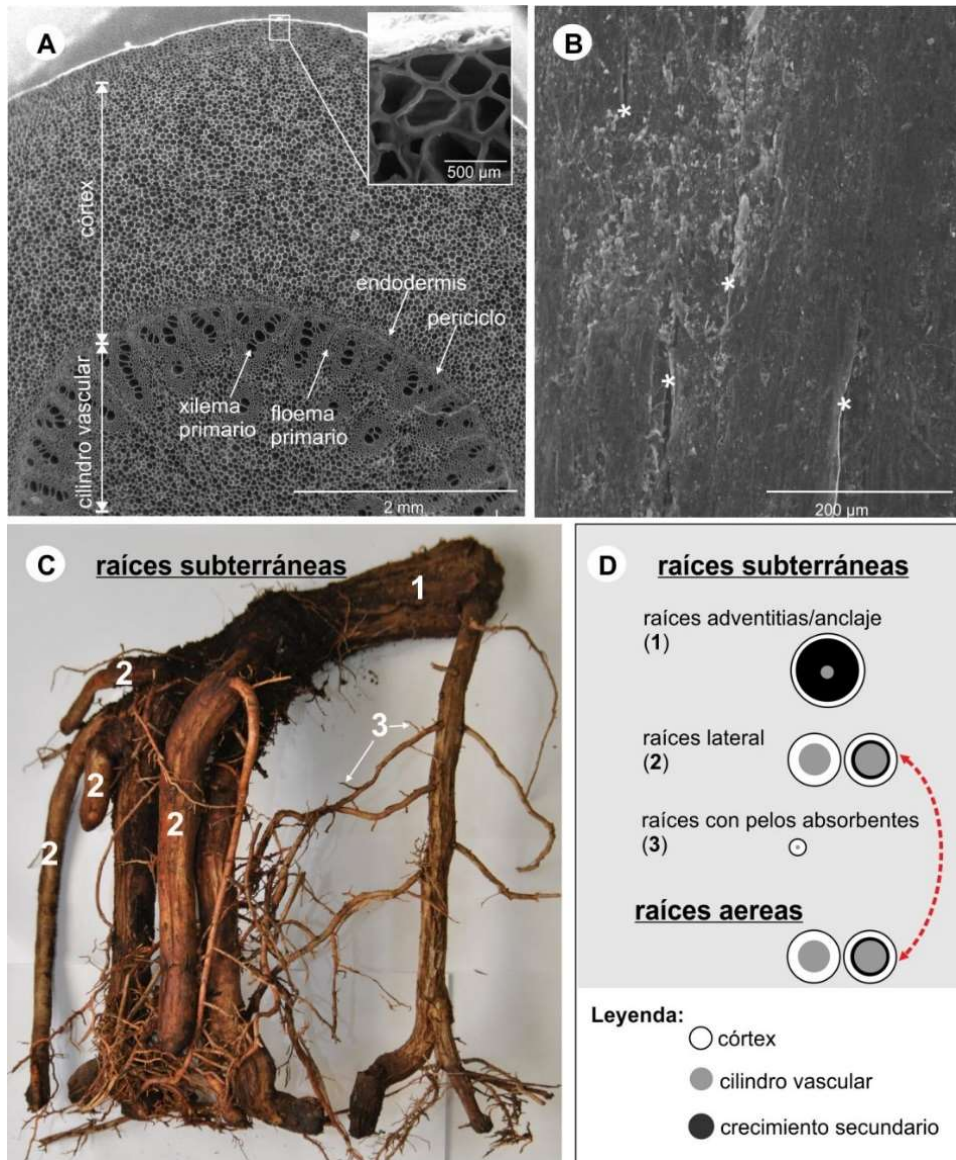 A
500 µm
córtex
endodermis
periciclo
xilema
primario
floema
primario
cilindro vascular
2 mm
B
*
*
*
*
200 µm
C
raíces subterráneas
1
2
3
2
2
2
D
raíces subterráneas
raíces adventitias/anclaje
(1)
raíces lateral
(2)
raíces con pelos absorbentes
(3)
raíces aereas
Leyenda:
córtex
cilindro vascular
crecimiento secundario